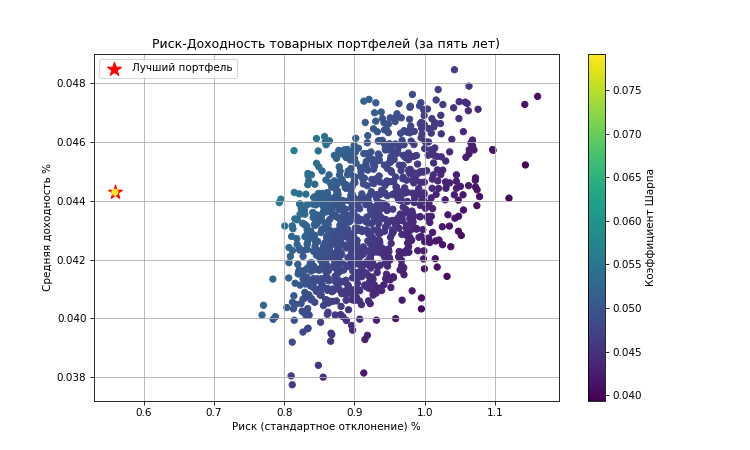 Риск-Доходность товарных портфелей (за пять лет)
Лучший портфель
Средняя доходность %
0.048
0.046
0.044
0.042
0.040
0.038
0.6 0.7 0.8 0.9 1.0 1.1
Риск (стандартное отклонение) %
0.075
0.070
0.065
0.060
0.055
0.050
0.045
0.040
Коэффициент Шарпа